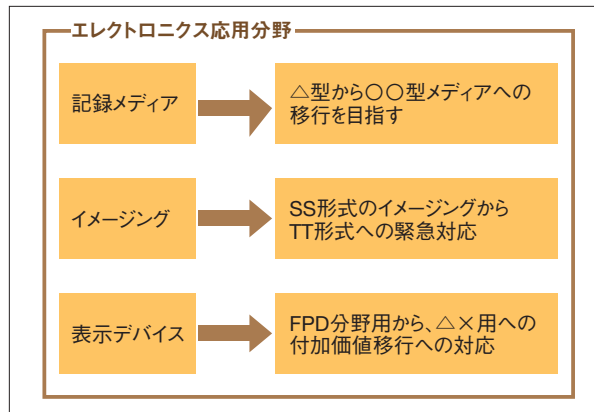 エレクトロニクス応用分野
記録メディア
△型から〇〇型メディアへの
移行を目指す
イメージング
SS形式のイメージングから
TT形式への緊急対応
表示デバイス
FPD分野用から、△×用への
付加価値移行への対応